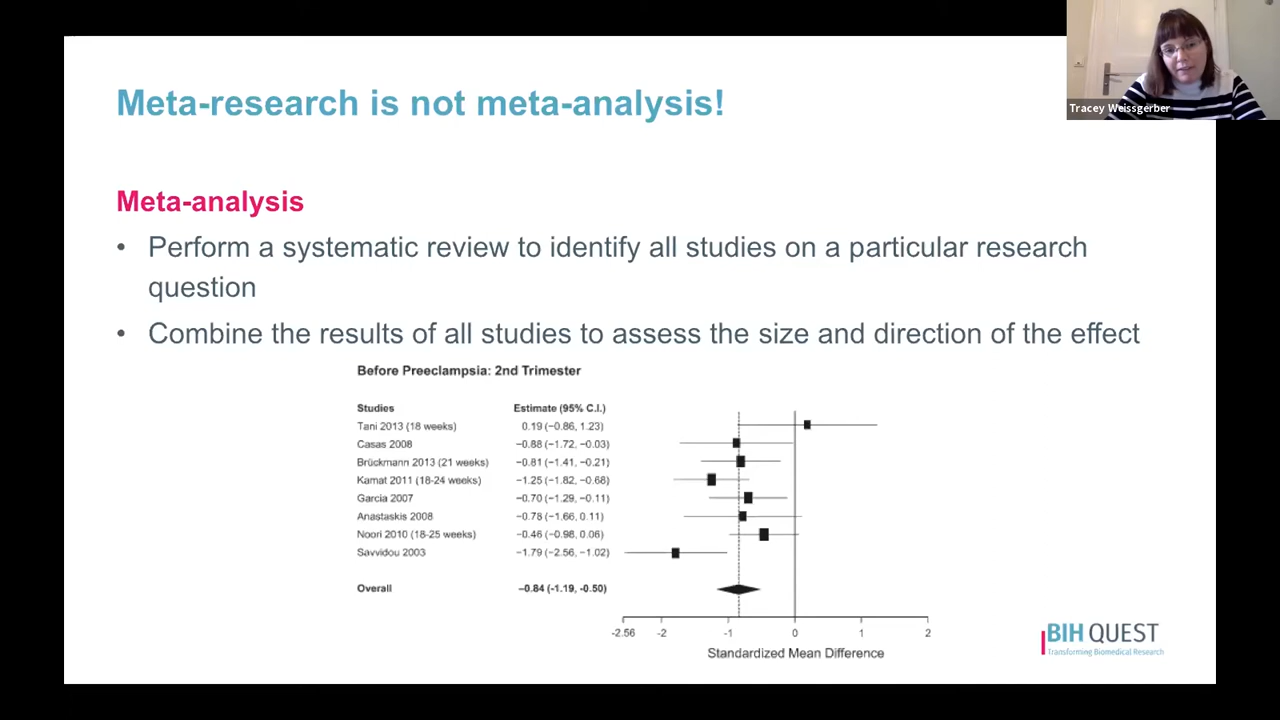 Meta-research is not meta-analysis!
Tracey Weissgerber
Meta-analysis
• Perform a systematic review to identify all studies on a particular research
question
• Combine the results of all studies to assess the size and direction of the effect
Before Preeclampsia: 2nd Trimester
Studies Estimate (95% C.I.)
Tani 2013 (18 weeks) 0.19 (−0.86, 1.23)
Casas 2008 −0.88 (−1.72, −0.03)
Brückmann 2013 (21 weeks) −0.81 (−1.41, −0.21)
Kamat 2011 (18-24 weeks) −1.25 (−1.82, −0.68)
Garcia 2007 −0.70 (−1.29, −0.11)
Anastaskis 2008 −0.78 (−1.66, 0.11)
Noori 2010 (18-25 weeks) −0.46 (−0.98, 0.06)
Savvidou 2003 −1.79 (−2.56, −1.02)
Overall −0.84 (-1.19, -0.50)
-2.56 -2 -1 0 1 2
Standardized Mean Difference
BIH QUEST
Transforming Biomedical Research